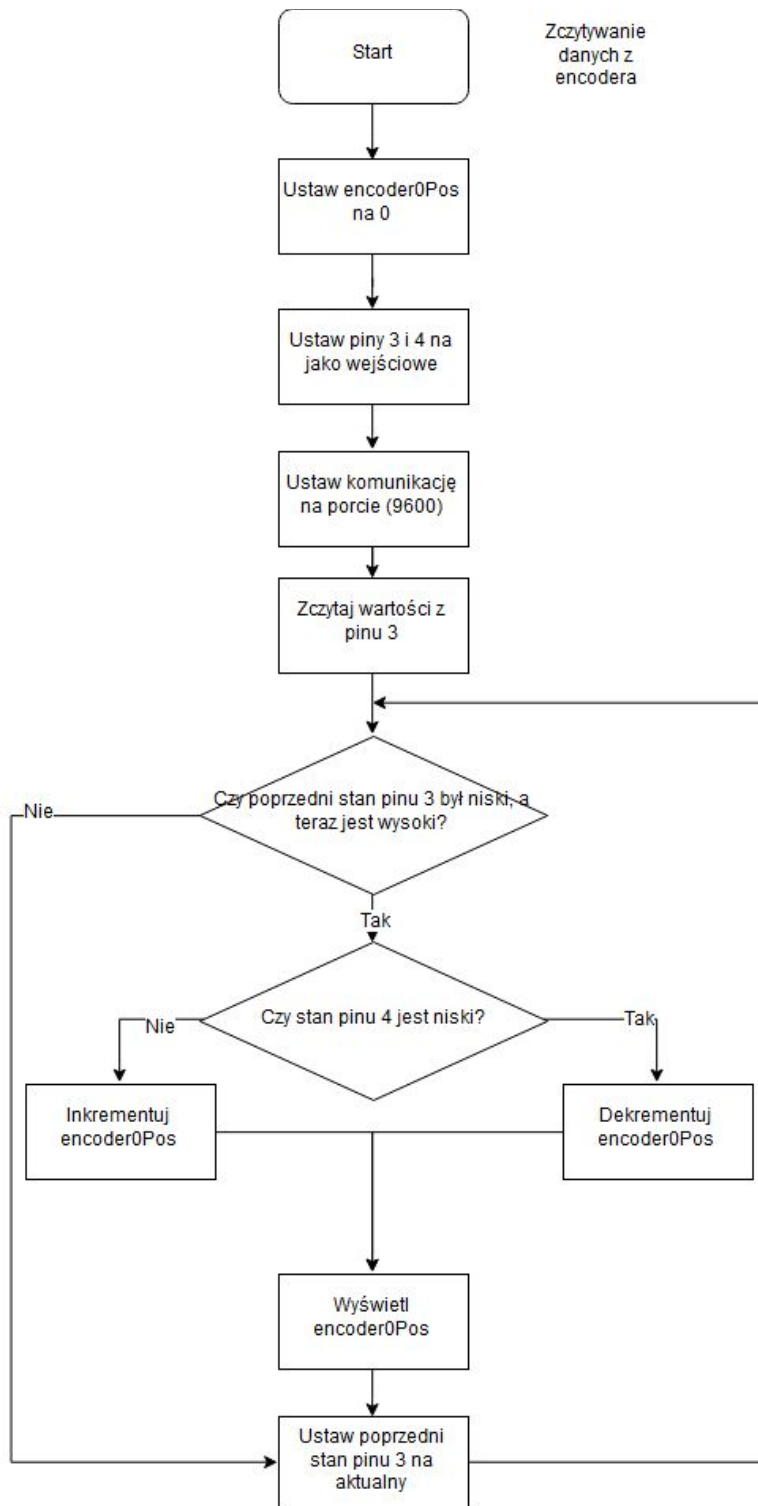 Start
Zczytywanie
danych z
encodera
Ustaw encoder0Pos
na 0
Ustaw piny 3 i 4 na
jako wejściowe
Ustaw komunikację
na porcie (9600)
Zczytaj wartości z
pinu 3
Czy poprzedni stan pinu 3 był niski, a
teraz jest wysoki?
Nie
Tak
Czy stan pinu 4 jest niski?
Nie
Tak
Inkrementuj
encoder0Pos
Dekrementuj
encoder0Pos
Wyświetl
encoder0Pos
Ustaw poprzedni
stan pinu 3 na
aktualny